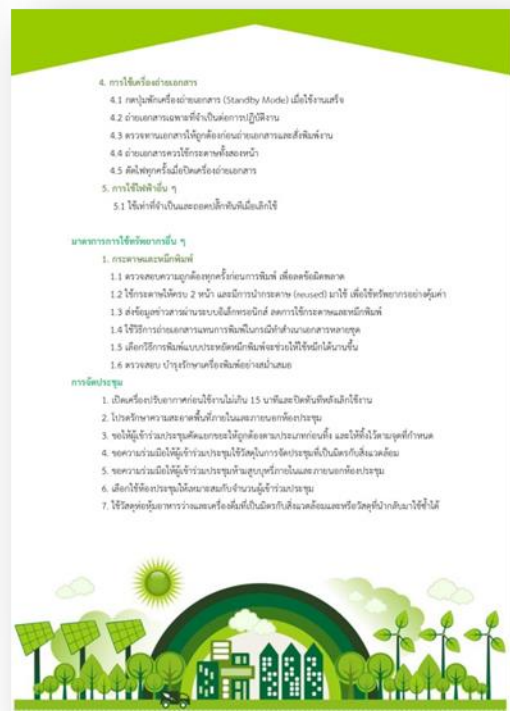 4. การใช้เครื่องถ่ายเอกสาร
4.1 กดปุ่มพักเครื่องถ่ายเอกสาร (Standby Mode) เมื่อใช้งานเสร็จ
4.2 ถ่ายเอกสารเฉพาะที่จำเป็นต่อการปฏิบัติงาน
4.3 ตรวจทานเอกสารให้ถูกต้องก่อนถ่ายเอกสารและสั่งพิมพ์งาน
4.4 ถ่ายเอกสารควรใช้กระดาษทั้งสองหน้า
4.5 ตัดไฟทุกครั้งเมื่อปิดเครื่องถ่ายเอกสาร
5. การใช้ไฟฟ้าอื่น ๆ
5.1 ใช้เท่าที่จำเป็นและถอดปลั๊กทันทีเมื่อเลิกใช้
มาตรการการใช้ทรัพยากรอื่น ๆ
1. กระดาษและหมึกพิมพ์
1.1 ตรวจสอบความถูกต้องทุกครั้งก่อนการพิมพ์ เพื่อลดข้อผิดพลาด
1.2 ใช้กระดาษให้ครบ 2 หน้า และมีการนำกระดาษ (reused) มาใช้ เพื่อใช้ทรัพยากรอย่างคุ้มค่า
1.3 ส่งข้อมูลข่าวสารผ่านระบบอิเล็กทรอนิกส์ ลดการใช้กระดาษและหมึกพิมพ์
1.4 ใช้วิธีการถ่ายเอกสารแทนการพิมพ์ในกรณีทำสำเนาเอกสารหลายชุด
1.5 เลือกวิธีการพิมพ์แบบประหยัดหมึกพิมพ์จะช่วยให้ใช้หมึกได้นานขึ้น
1.6 ตรวจสอบ บำรุงรักษาเครื่องพิมพ์อย่างสม่ำเสมอ
การจัดประชุม
1. เปิดเครื่องปรับอากาศก่อนใช้งานไม่เกิน 15 นาทีและปิดทันทีหลังเลิกใช้งาน
2. โปรดรักษาความสะอาดพื้นที่ภายในและภายนอกห้องประชุม
3. ขอให้ผู้เข้าร่วมประชุมคัดแยกขยะให้ถูกต้องตามประเภทก่อนทิ้ง และให้ทิ้งไว้ตามจุดที่กำหนด
4. ขอความร่วมมือให้ผู้เข้าร่วมประชุมใช้วัสดุในการจัดประชุมที่เป็นมิตรกับสิ่งแวดล้อม
5. ขอความร่วมมือให้ผู้เข้าร่วมประชุมห้ามสูบบุหรี่ภายในและภายนอกห้องประชุม
6. เลือกใช้ห้องประชุมให้เหมาะสมกับจำนวนผู้เข้าร่วมประชุม
7. ใช้วัสดุห่อหุ้มอาหารว่างและเครื่องดื่มที่เป็นมิตรกับสิ่งแวดล้อมและหรือวัสดุที่นำกลับมาใช้ซ้ำได้